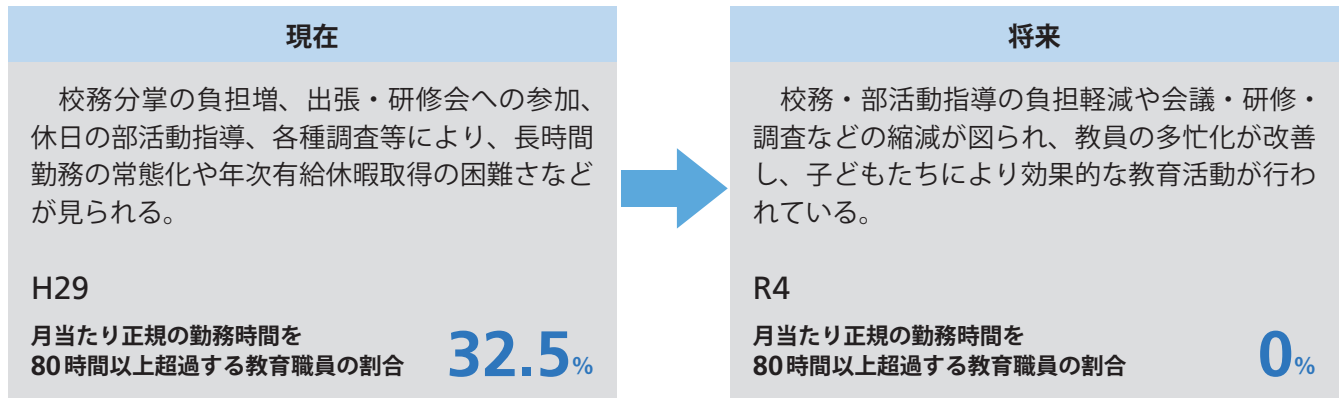 現在
校務分掌の負担増、出張・研修会への参加、
休日の部活動指導、各種調査等により、長時間
勤務の常態化や年次有給休暇取得の困難さなど
が見られる。
H29
月当たり正規の勤務時間を
80時間以上超過する教育職員の割合
32.5%
将来
校務・部活動指導の負担軽減や会議・研修・
調査などの縮減が図られ、教員の多忙化が改善
し、子どもたちにより効果的な教育活動が行わ
れている。
R4
月当たり正規の勤務時間を
80時間以上超過する教育職員の割合
0%